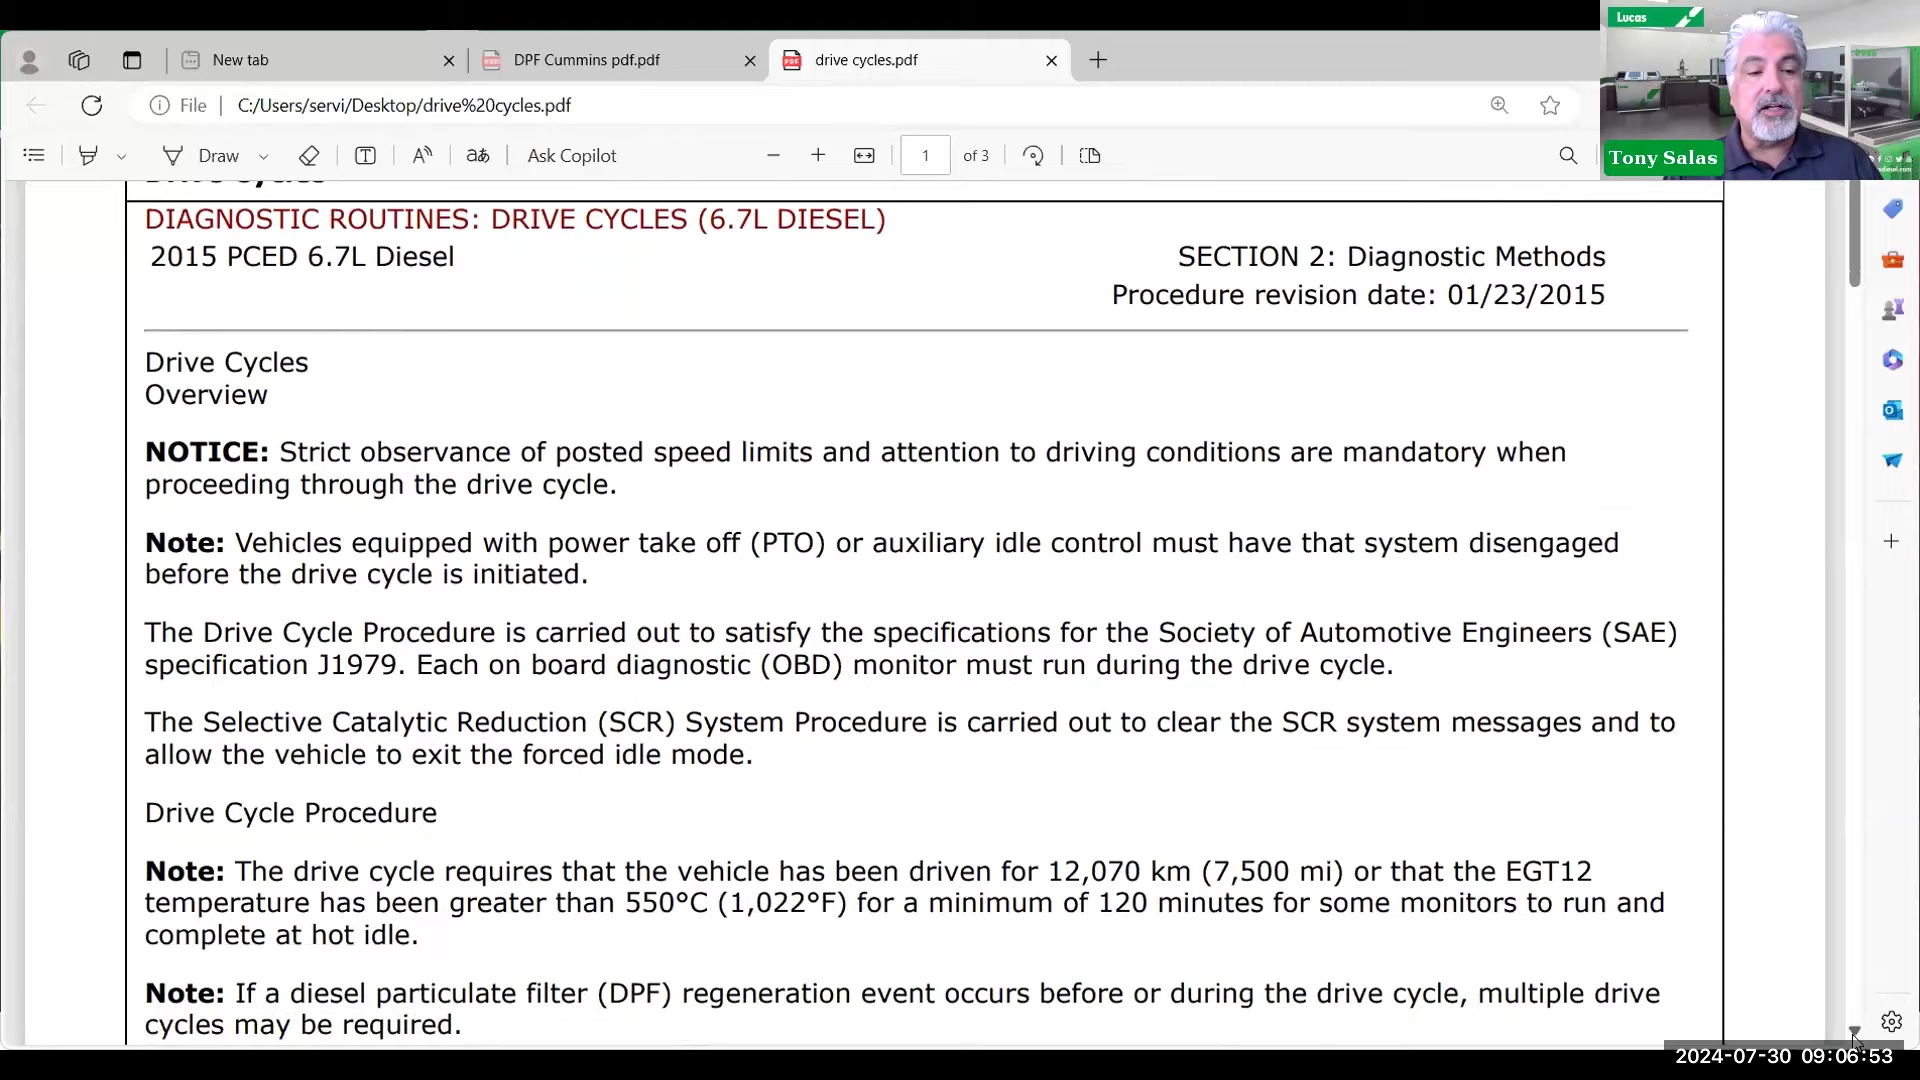 Lucas
New tab
DPF Cummins pdf.pdf
drive cycles.pdf
File
C:/Users/servi/Desktop/drive%20cycles.pdf
Draw
Ask Copilot
1
of 3
Tony Salas
Drive Cycles
DIAGNOSTIC ROUTINES: DRIVE CYCLES (6.7L DIESEL)
2015 PCED 6.7L Diesel
SECTION 2: Diagnostic Methods
Procedure revision date: 01/23/2015
Drive Cycles
Overview
NOTICE: Strict observance of posted speed limits and attention to driving conditions are mandatory when
proceeding through the drive cycle.
Note: Vehicles equipped with power take off (PTO) or auxiliary idle control must have that system disengaged
before the drive cycle is initiated.
The Drive Cycle Procedure is carried out to satisfy the specifications for the Society of Automotive Engineers (SAE)
specification J1979. Each on board diagnostic (OBD) monitor must run during the drive cycle.
The Selective Catalytic Reduction (SCR) System Procedure is carried out to clear the SCR system messages and to
allow the vehicle to exit the forced idle mode.
Drive Cycle Procedure
Note: The drive cycle requires that the vehicle has been driven for 12,070 km (7,500 mi) or that the EGT12
temperature has been greater than 550°C (1,022°F) for a minimum of 120 minutes for some monitors to run and
complete at hot idle.
Note: If a diesel particulate filter (DPF) regeneration event occurs before or during the drive cycle, multiple drive
cycles may be required.
2024-07-30 09:06:53